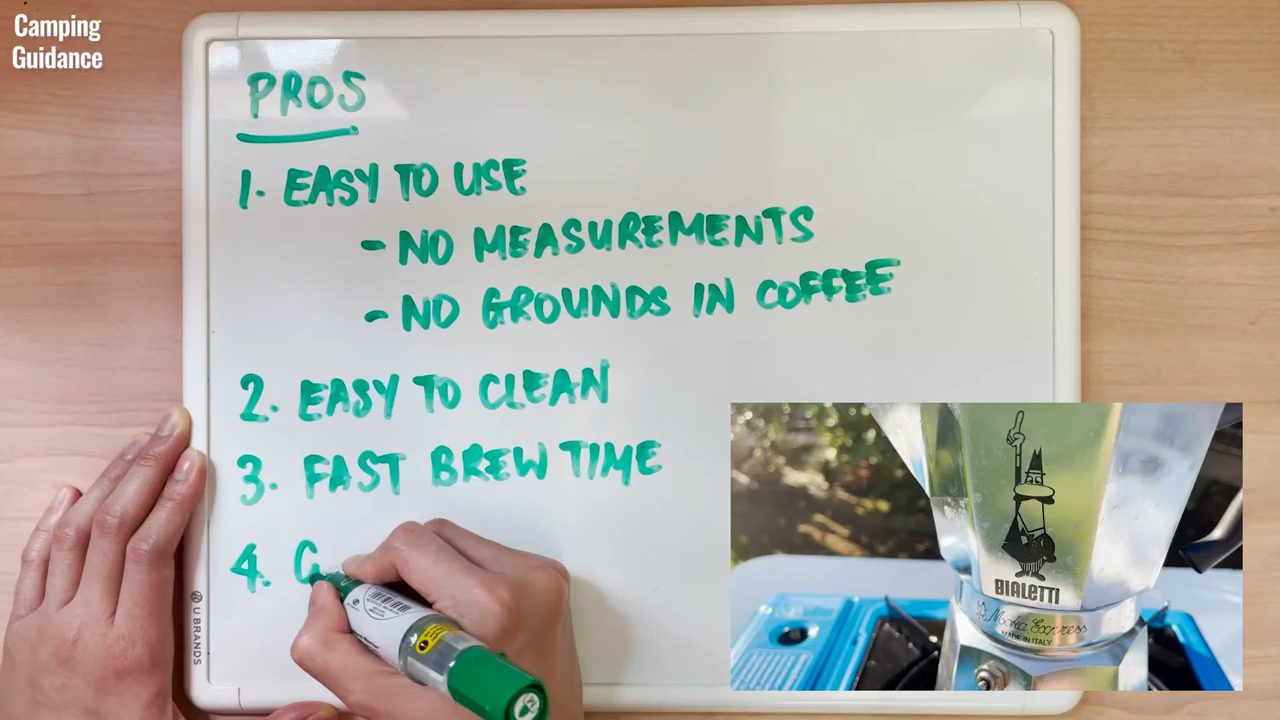 Camping
Guidance
PROS
1. EASY TO USE
- NO MEASUREMENTS
- NO GROUNDS IN COFFEE
2. EASY TO CLEAN
3. FAST BREW TIME
4. G
U BRANDS
BIALETTI
Moka Express
MADE IN ITALY